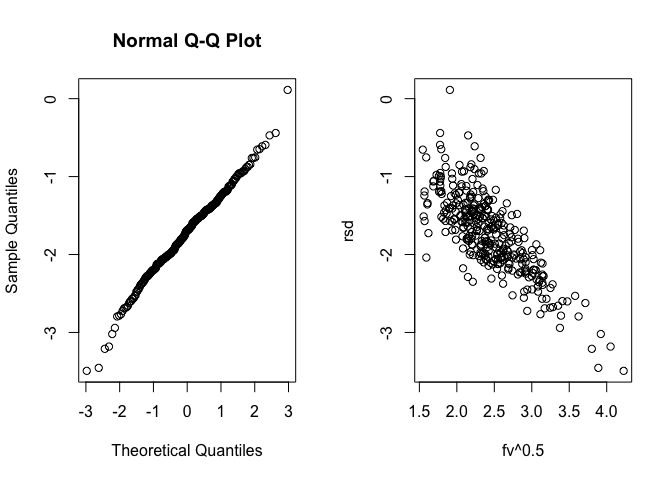 Normal Q-Q Plot
Sample Quantiles
0
-1
-2
-3
-3 -2 -1 0 1 2 3
Theoretical Quantiles
rsd
0
-1
-2
-3
1.5 2.0 2.5 3.0 3.5 4.0
fv^0.5